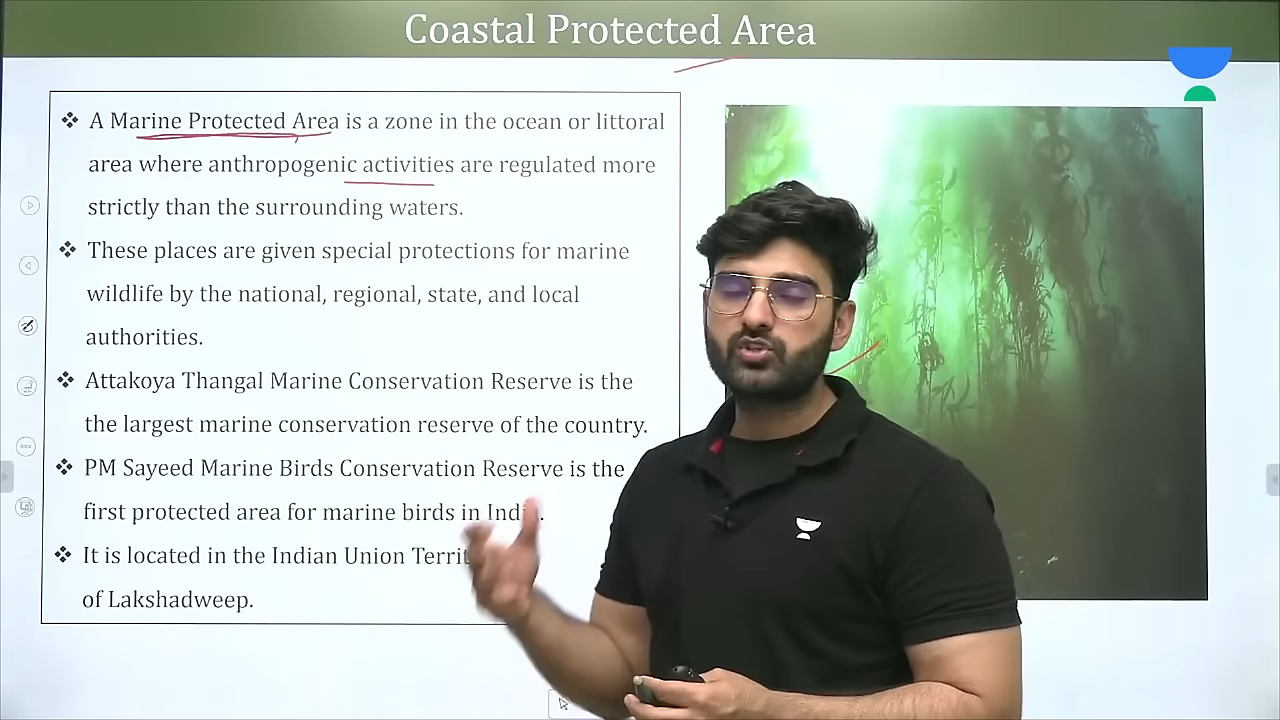 Coastal Protected Area
❖ A Marine Protected Area is a zone in the ocean or littoral
area where anthropogenic activities are regulated more
strictly than the surrounding waters.
❖ These places are given special protections for marine
wildlife by the national, regional, state, and local
authorities.
❖ Attakoya Thangal Marine Conservation Reserve is the
the largest marine conservation reserve of the country.
❖ PM Sayeed Marine Birds Conservation Reserve is the
first protected area for marine birds in India.
❖ It is located in the Indian Union
of Lakshadweep.